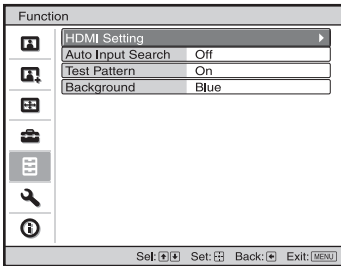 Function
HDMI Setting
Auto Input Search Off
Test Pattern On
Background Blue
Sel: Set: Back: Exit: MENU